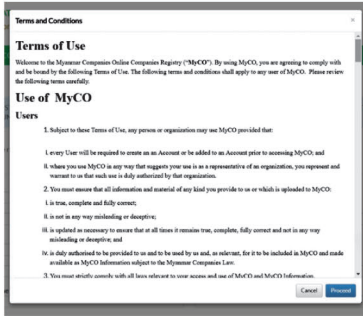 Terms and Conditions
×
Terms of Use
Welcome to the Myanmar Companies Online Companies Registry ("MyCO"). By using MyCO, you are agreeing to comply with
and be bound by the following Terms of Use. The following terms and conditions shall apply to any user of MyCO. Please review
the following terms carefully.
Use of MyCO
Users
1. Subject to these Terms of Use, any person or organization may use MyCO provided that:
i. every User will be required to create an an Account or be added to an Account prior to accessing MyCO; and
ii. where you use MyCO in any way that suggests your use is as a representative of an organization, you represent and
warrant to us that such use is duly authorized by that organization.
2. You must ensure that all information and material of any kind you provide to us or which is uploaded to MyCO:
i. is true, complete and fully correct;
ii. is not in any way misleading or deceptive;
iii. is updated as necessary to ensure that at all times it remains true, complete, fully correct and not in any way
misleading or deceptive; and
iv. is duly authorised to be provided to us and to be used by us and, as relevant, for it to be included in MyCO and made
available as MyCO Information subject to the Myanmar Companies Law.
3. You must strictly comply with all laws relevant to your access and use of MyCO and MyCO Information.
Cancel Proceed